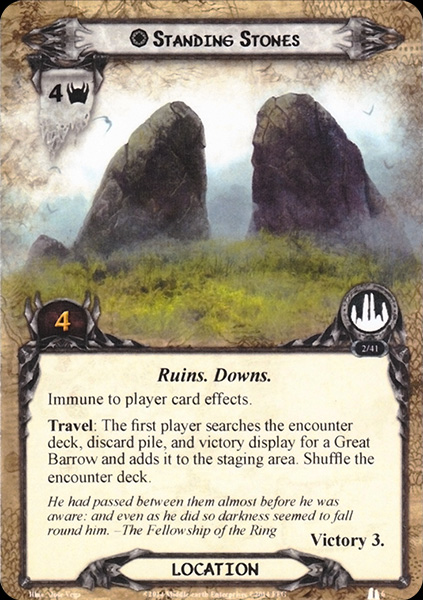 STANDING STONES
4
4
2/41
Ruins. Downs.
Immune to player card effects.
Travel: The first player searches the encounter
deck, discard pile, and victory display for a Great
Barrow and adds it to the staging area. Shuffle the
encounter deck.
He had passed between them almost before he was
aware: and even as he did so darkness seemed to fall
round him. –The Fellowship of the Ring
Victory 3.
LOCATION
Middle-earth Enterprises